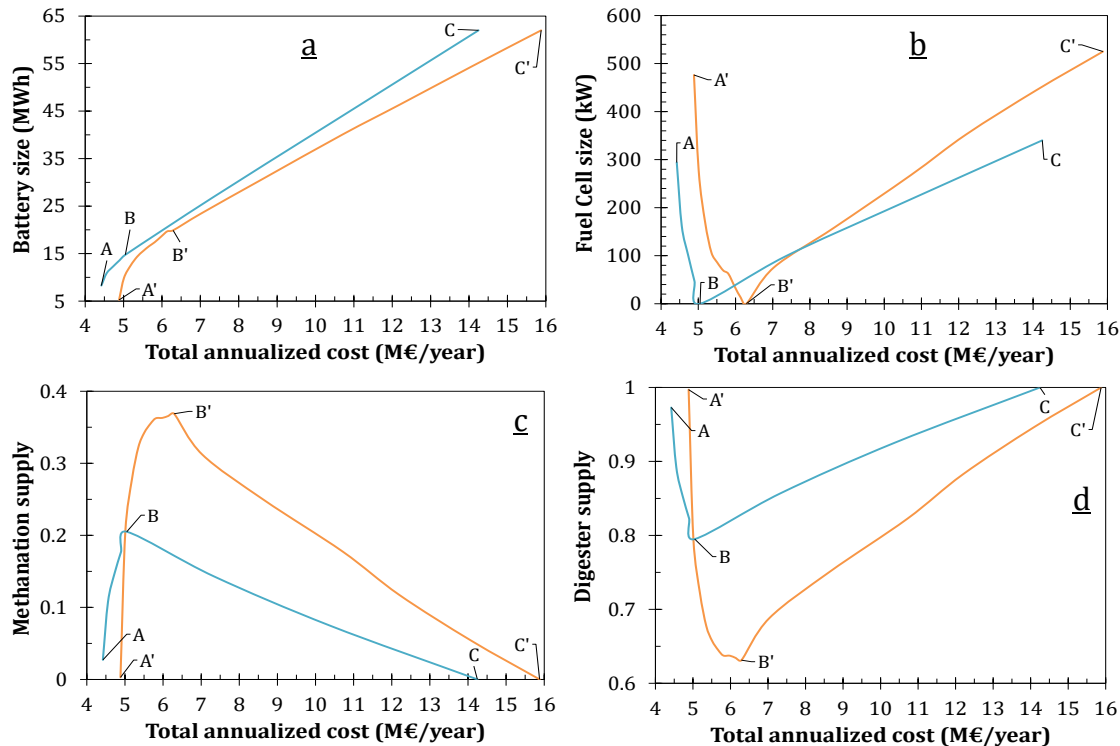 a
Battery size (MWh)
65
55
45
35
25
15
5
C
C'
B
A
B'
A'
4 5 6 7 8 9 10 11 12 13 14 15 16
Total annualized cost (M€/year)
b
Fuel Cell size (kW)
600
500
400
300
200
100
0
C'
A'
A
C
B
B'
4 5 6 7 8 9 10 11 12 13 14 15 16
Total annualized cost (M€/year)
c
Methanation supply
0.4
0.3
0.2
0.1
0
B'
B
A
A'
C
C'
4 5 6 7 8 9 10 11 12 13 14 15 16
Total annualized cost (M€/year)
d
Digester supply
1
0.9
0.8
0.7
0.6
A'
A
C
C'
B
B'
4 5 6 7 8 9 10 11 12 13 14 15 16
Total annualized cost (M€/year)